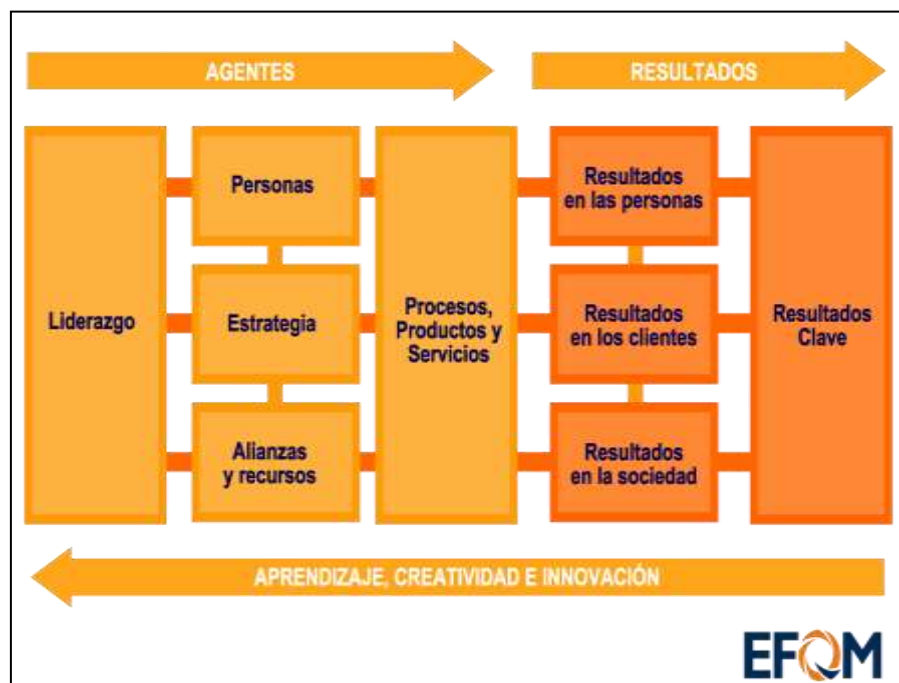 AGENTES
RESULTADOS
Liderazgo
Personas
Estrategia
Alianzas
y recursos
Procesos,
Productos y
Servicios
Resultados
en las personas
Resultados
en los clientes
Resultados
en la sociedad
Resultados
Clave
APRENDIZAJE, CREATIVIDAD E INNOVACIÓN
EFQM